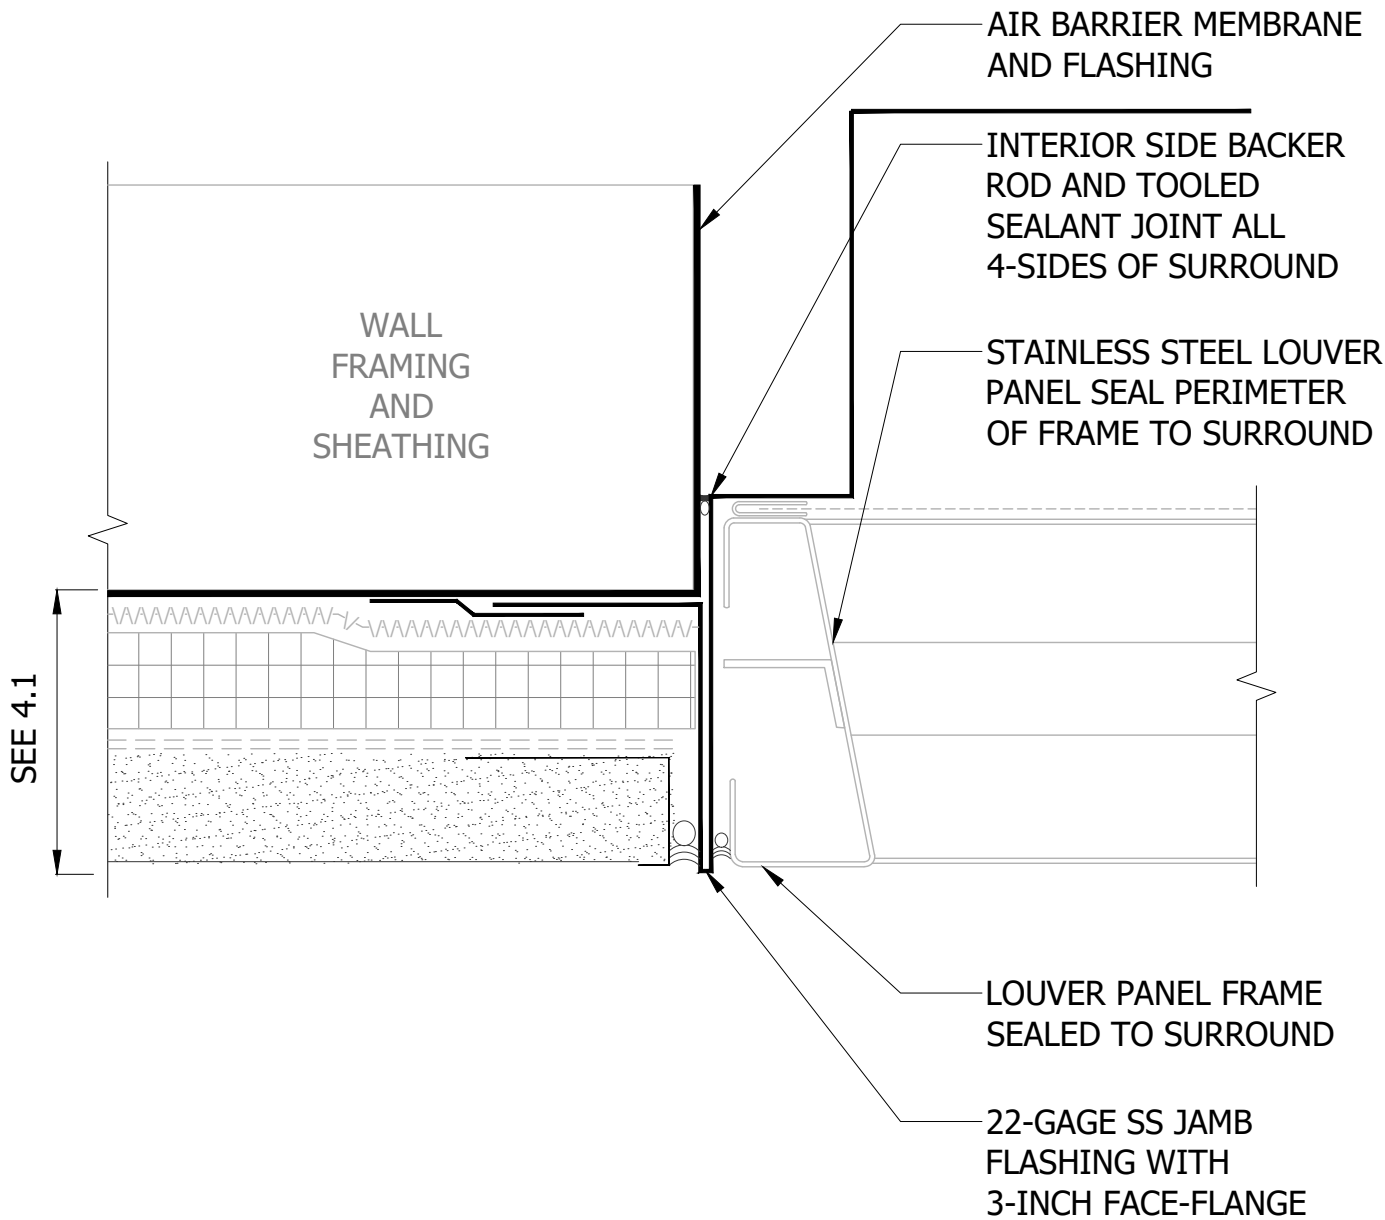 AIR BARRIER MEMBRANE
AND FLASHING
INTERIOR SIDE BACKER
ROD AND TOOLED
SEALANT JOINT ALL
4-SIDES OF SURROUND
WALL
FRAMING
AND
SHEATHING
STAINLESS STEEL LOUVER
PANEL SEAL PERIMETER
OF FRAME TO SURROUND
SEE 4.1
LOUVER PANEL FRAME
SEALED TO SURROUND
22-GAGE SS JAMB
FLASHING WITH
3-INCH FACE-FLANGE